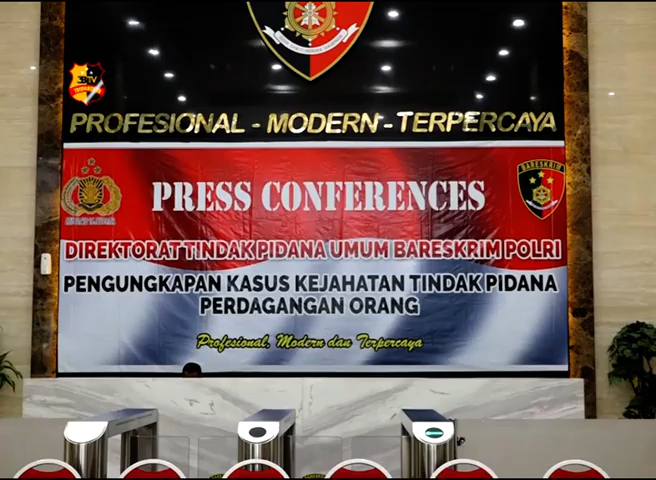 PROFESIONAL - MODERN - TERPERCAYA
BARESKRIM
PRESS CONFERENCES
DIREKTORAT TINDAK PIDANA UMUM BARESKRIM POLRI
PENGUNGKAPAN KASUS KEJAHATAN TINDAK PIDANA
PERDAGANGAN ORANG
Profesional, Modern dan Terpercaya